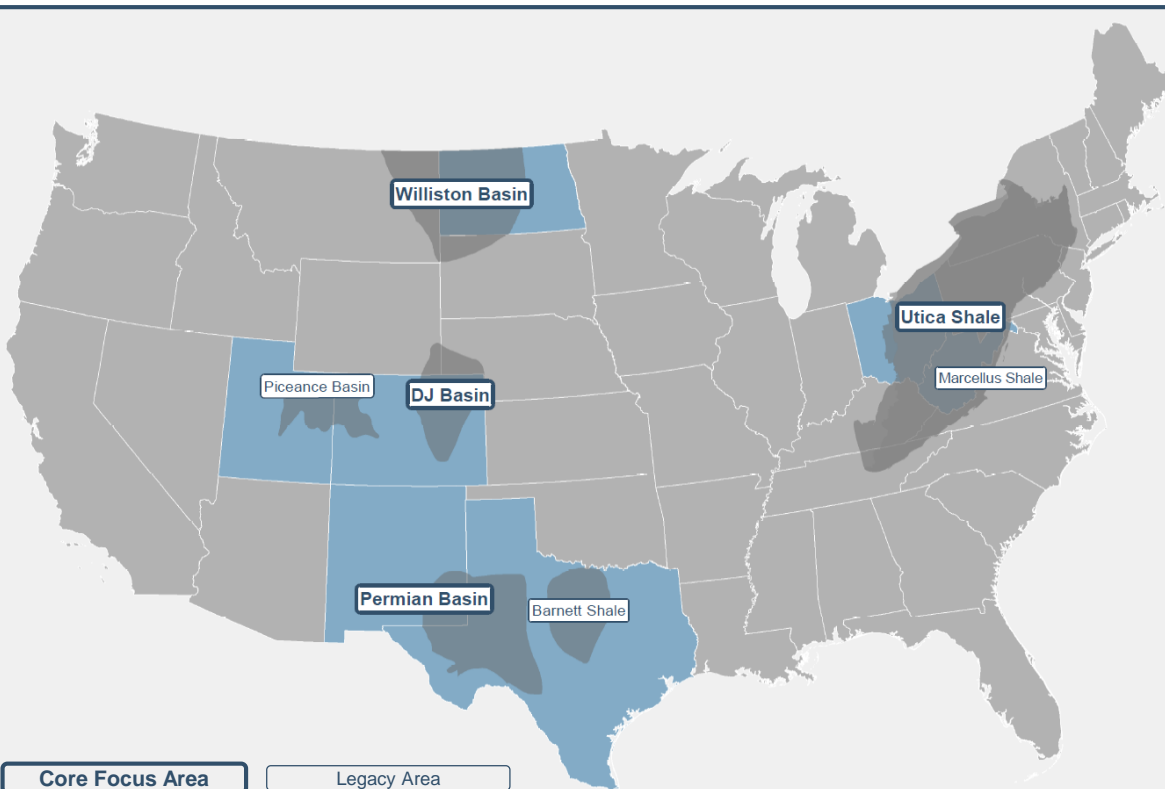 Williston Basin
Utica Shale
Marcellus Shale
Piceance Basin
DJ Basin
Permian Basin
Barnett Shale
Core Focus Area
Legacy Area